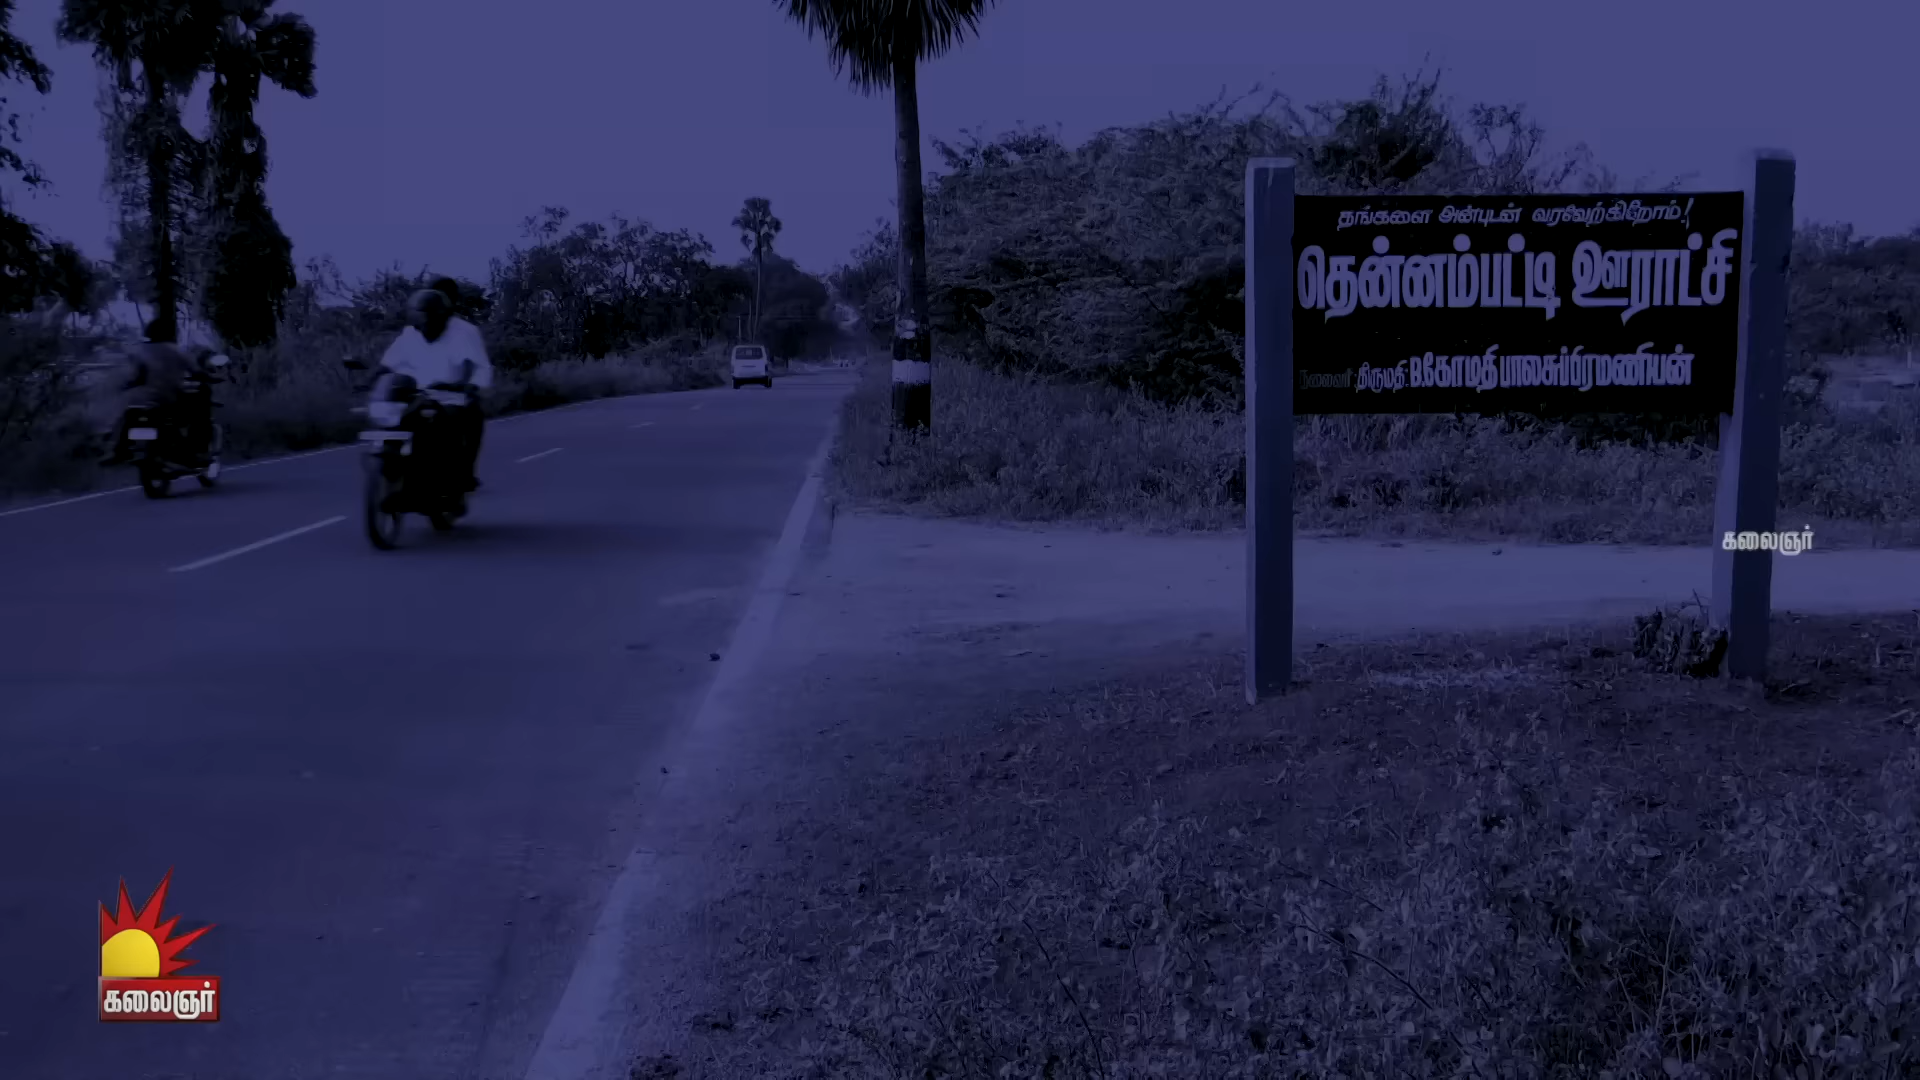 தங்களை அன்புடன் வரவேற்கிறோம்!
தென்னம்பட்டி ஊராட்சி
தலைவர் திருமதி. B.கோமதி பாலசுப்பிரமணியன்
கலைஞர்
கலைஞர்